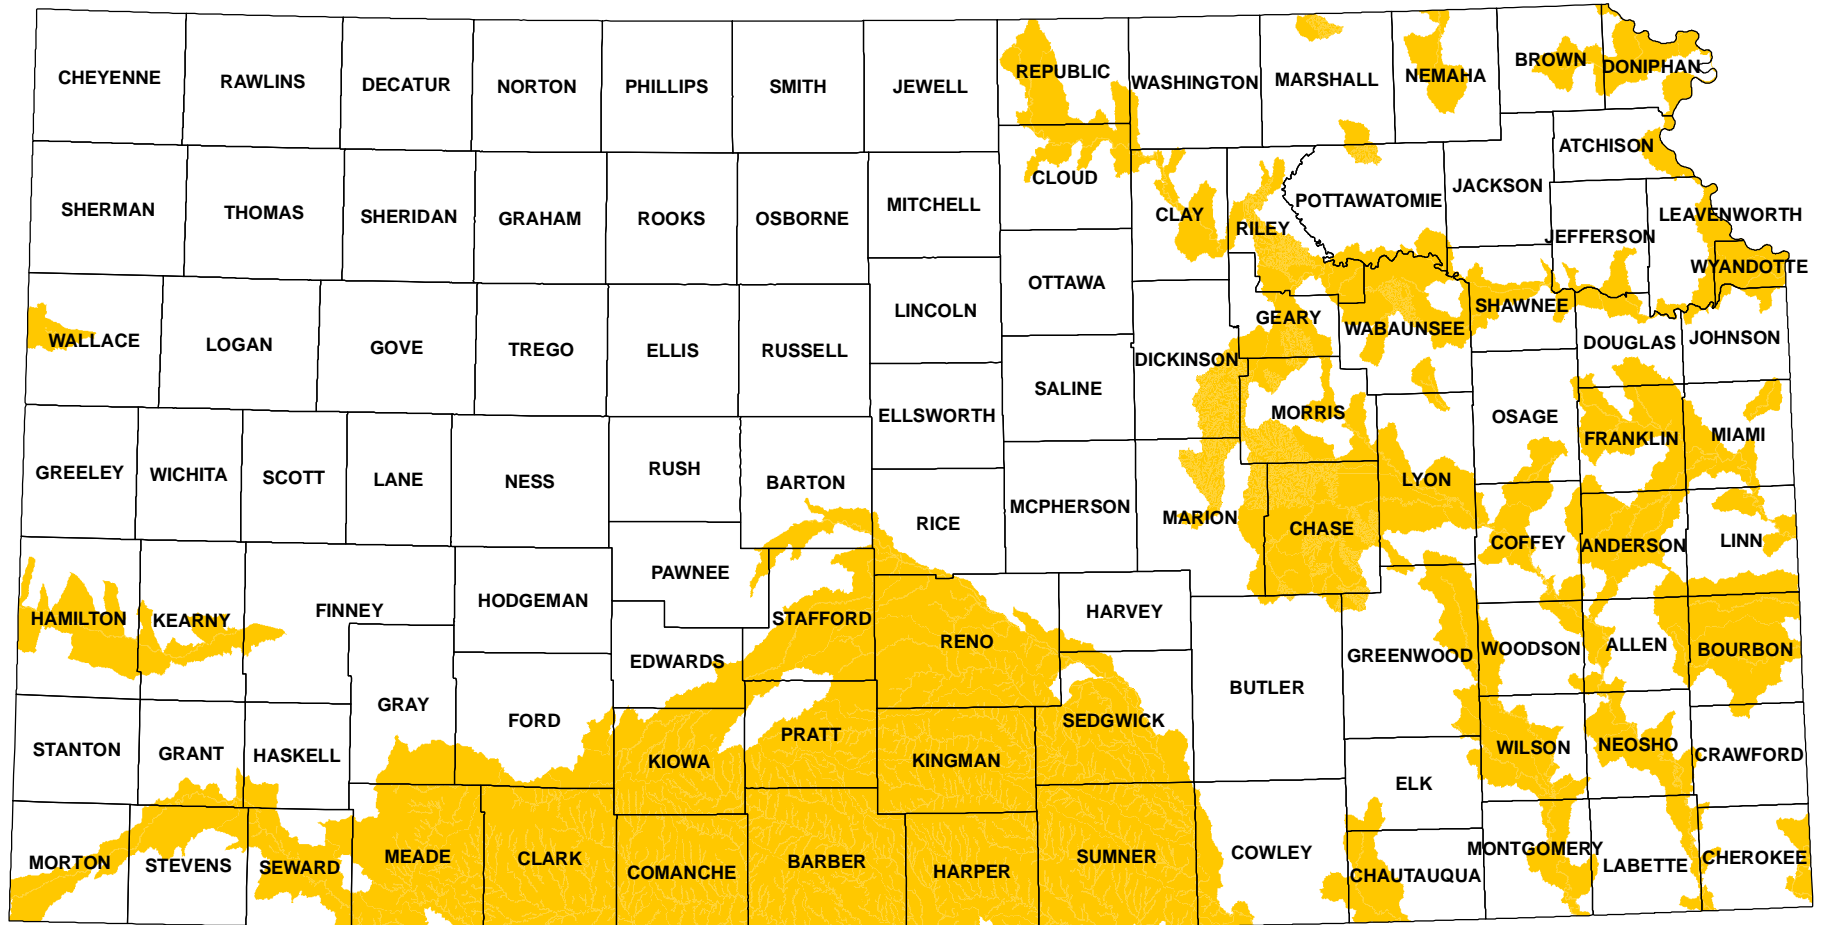 CHEYENNE
RAWLINS
DECATUR
NORTON
PHILLIPS
SMITH
JEWELL
REPUBLIC
WASHINGTON
MARSHALL
NEMAHA
BROWN
DONIPHAN
ATCHISON
SHERMAN
THOMAS
SHERIDAN
GRAHAM
ROOKS
OSBORNE
MITCHELL
CLOUD
CLAY
RILEY
POTTAWATOMIE
JACKSON
JEFFERSON
LEAVENWORTH
WYANDOTTE
WALLACE
LOGAN
GOVE
TREGO
ELLIS
RUSSELL
LINCOLN
OTTAWA
GEARY
WABAUNSEE
SHAWNEE
DOUGLAS
JOHNSON
SALINE
DICKINSON
ELLSWORTH
MORRIS
OSAGE
FRANKLIN
MIAMI
GREELEY
WICHITA
SCOTT
LANE
NESS
RUSH
BARTON
RICE
MCPHERSON
MARION
CHASE
LYON
COFFEY
ANDERSON
LINN
HAMILTON
KEARNY
FINNEY
HODGEMAN
PAWNEE
STAFFORD
RENO
HARVEY
EDWARDS
GREENWOOD
WOODSON
ALLEN
BOURBON
GRAY
FORD
BUTLER
STANTON
GRANT
HASKELL
KIOWA
PRATT
KINGMAN
SEDGWICK
ELK
WILSON
NEOSHO
CRAWFORD
MORTON
STEVENS
SEWARD
MEADE
CLARK
COMANCHE
BARBER
HARPER
SUMNER
COWLEY
CHAUTAUQUA
MONTGOMERY
LABETTE
CHEROKEE